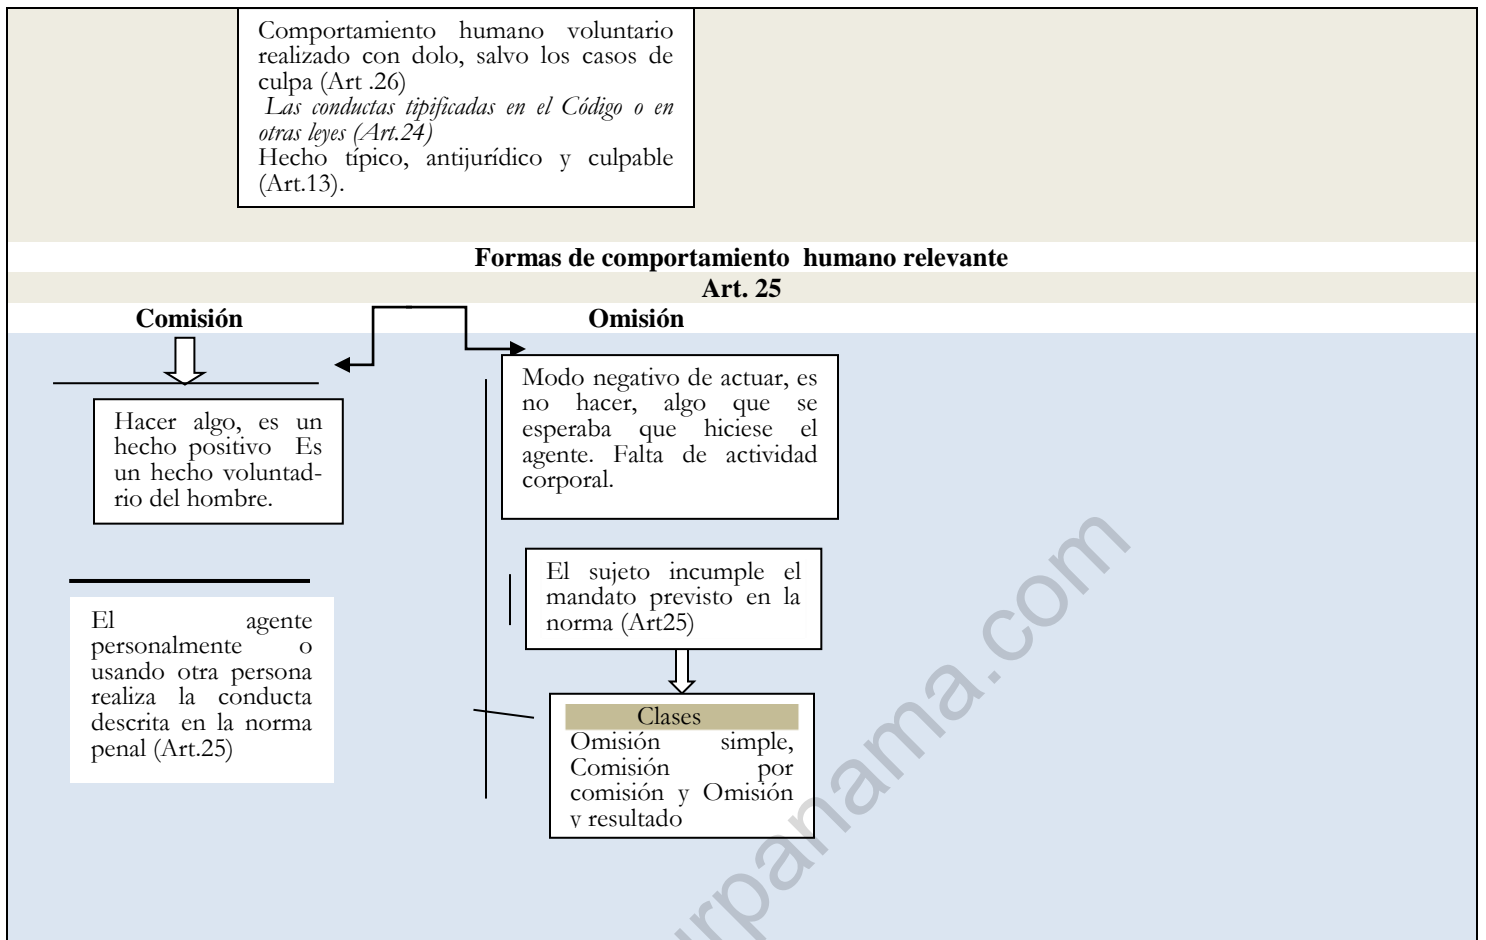 Comportamiento humano voluntario
realizado con dolo, salvo los casos de
culpa (Art .26)
Las conductas tipificadas en el Código o en
otras leyes (Art.24)
Hecho típico, antijurídico y culpable
(Art.13).
Formas de comportamiento humano relevante
Art. 25
Comisión
Omisión
Hacer algo, es un
hecho positivo Es
un hecho voluntad-
rio del hombre.
El agente
personalmente o
usando otra persona
realiza la conducta
descrita en la norma
penal (Art.25)
Modo negativo de actuar, es
no hacer, algo que se
esperaba que hiciese el
agente. Falta de actividad
corporal.
El sujeto incumple el
mandato previsto en la
norma (Art25)
Clases
Omisión simple,
Comisión por
comisión y Omisión
y resultado
urpanama.com